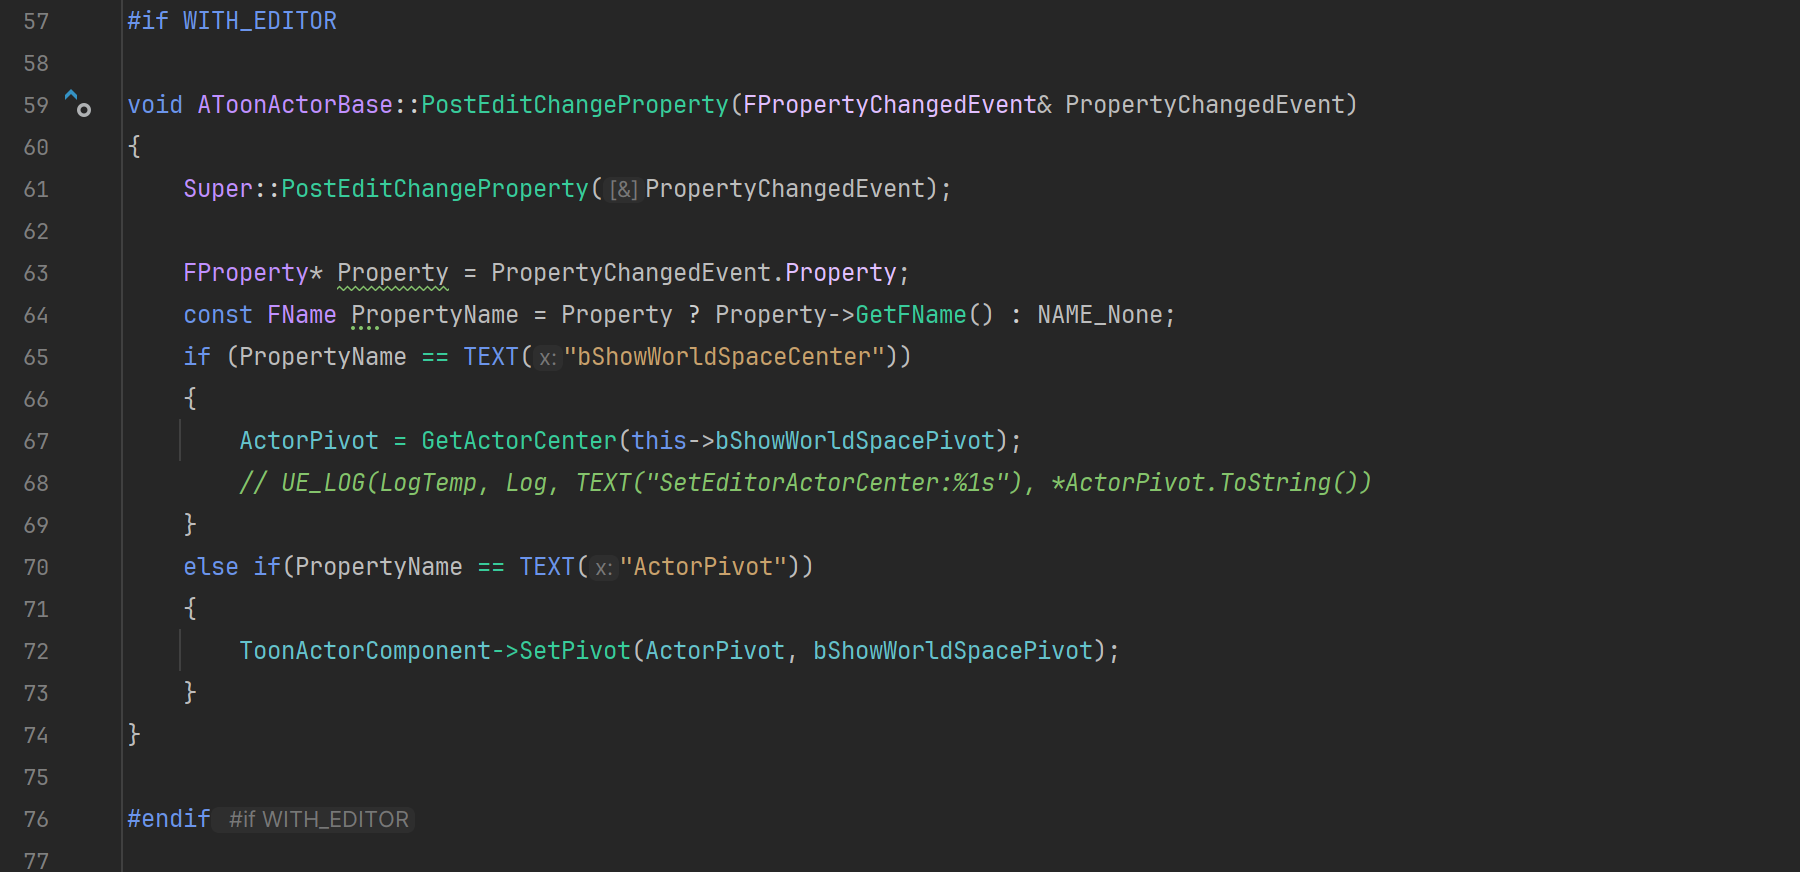 57 #if WITH_EDITOR
58
59 void AToonActorBase::PostEditChangeProperty(FPropertyChangedEvent& PropertyChangedEvent)
60 {
61     Super::PostEditChangeProperty([&]PropertyChangedEvent);
62
63     FProperty* Property = PropertyChangedEvent.Property;
64     const FName PropertyName = Property ? Property->GetFName() : NAME_None;
65     if (PropertyName == TEXT(x:"bShowWorldSpaceCenter"))
66     {
67         ActorPivot = GetActorCenter(this->bShowWorldSpacePivot);
68         // UE_LOG(LogTemp, Log, TEXT("SetEditorActorCenter:%1s"), *ActorPivot.ToString())
69     }
70     else if(PropertyName == TEXT(x:"ActorPivot"))
71     {
72         ToonActorComponent->SetPivot(ActorPivot, bShowWorldSpacePivot);
73     }
74 }
75
76 #endif #if WITH_EDITOR
77